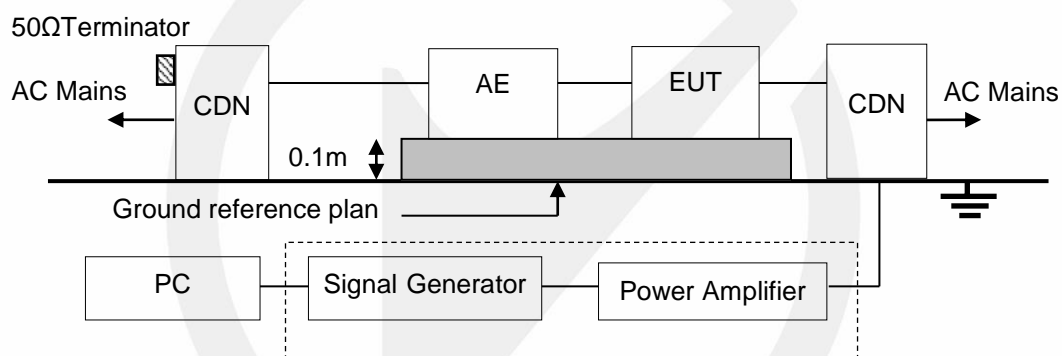 50ΩTerminator
AC Mains
CDN
AE
EUT
CDN
AC Mains
0.1m
Ground reference plan
PC
Signal Generator
Power Amplifier